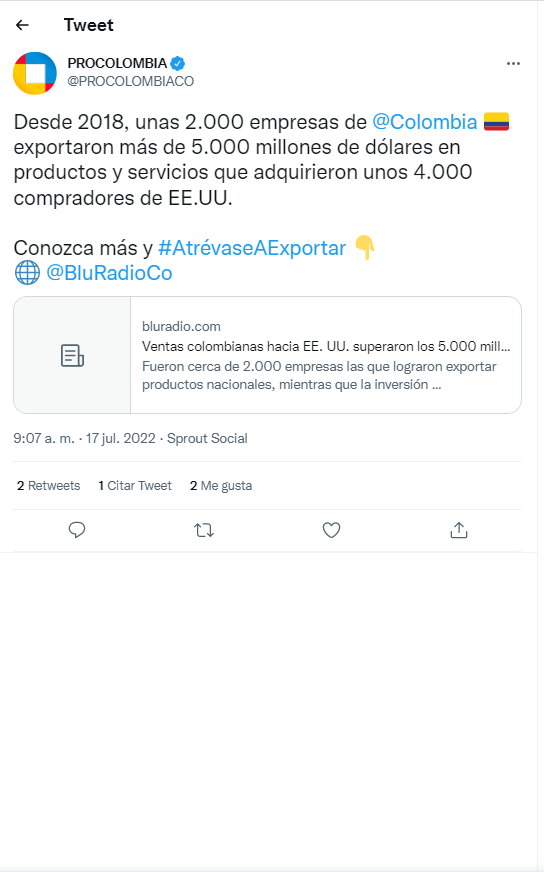 Tweet
PROCOLOMBIA
@PROCOLOMBIACO
Desde 2018, unas 2.000 empresas de @Colombia 🇨🇴
exportaron más de 5.000 millones de dólares en
productos y servicios que adquirieron unos 4.000
compradores de EE.UU.
Conozca más y #AtrévaseAExportar 👇
🌐 @BluRadioCo
bluradio.com
Ventas colombianas hacia EE. UU. superaron los 5.000 mill...
Fueron cerca de 2.000 empresas las que lograron exportar
productos nacionales, mientras que la inversión ...
9:07 a. m. · 17 jul. 2022 · Sprout Social
2 Retweets 1 Citar Tweet 2 Me gusta